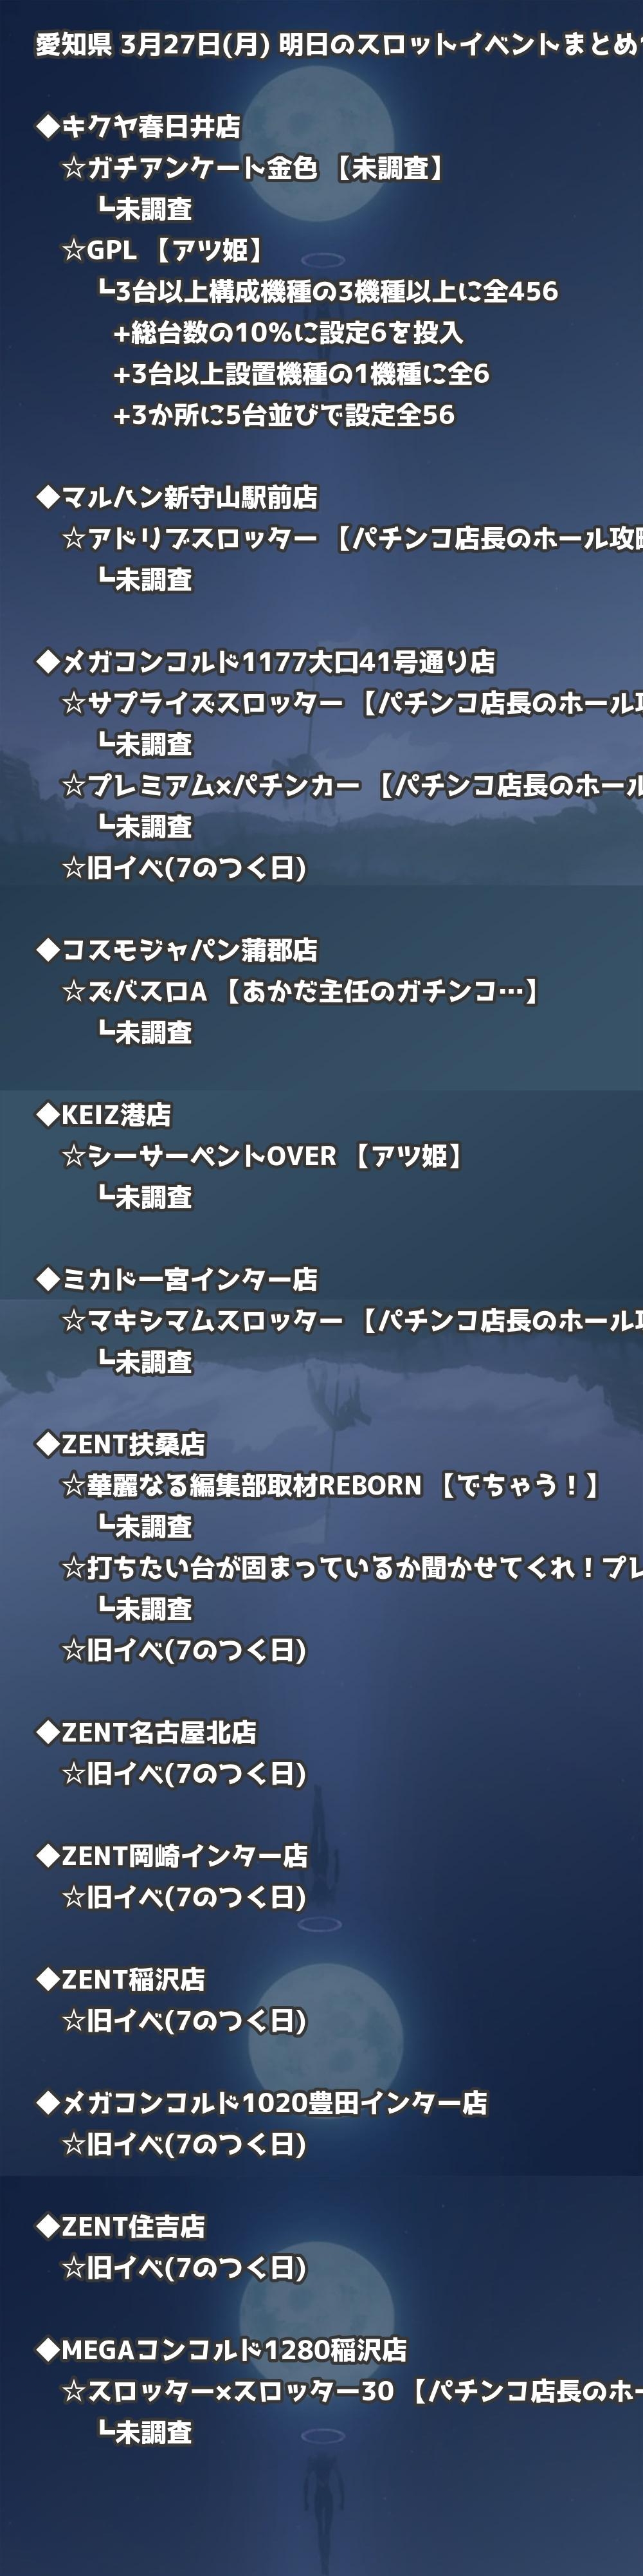 愛知県 3月27日(月) 明日のスロットイベントまとめ
◆キクヤ春日井店
☆ガチアンケート金色 【未調査】
┗未調査
☆GPL 【アツ姫】
┗3台以上構成機種の3機種以上に全456
+総台数の10%に設定6を投入
+3台以上設置機種の1機種に全6
+3か所に5台並びで設定全56
◆マルハン新守山駅前店
☆アドリブスロッター 【パチンコ店長のホール攻
┗未調査
◆メガコンコルド1177大口41号通り店
☆サプライズスロッター 【パチンコ店長のホール
┗未調査
☆プレミアム×パチンカー 【パチンコ店長のホール
┗未調査
☆旧イベ(7のつく日)
◆コスモジャパン蒲郡店
☆ズバスロA 【あかだ主任のガチンコ…】
┗未調査
◆KEIZ港店
☆シーサーペントOVER 【アツ姫】
┗未調査
◆ミカド一宮インター店
☆マキシマムスロッター 【パチンコ店長のホール
┗未調査
◆ZENT扶桑店
☆華麗なる編集部取材REBORN 【でちゃう！】
┗未調査
☆打ちたい台が固まっているか聞かせてくれ！プレ
┗未調査
☆旧イベ(7のつく日)
◆ZENT名古屋北店
☆旧イベ(7のつく日)
◆ZENT岡崎インター店
☆旧イベ(7のつく日)
◆ZENT稲沢店
☆旧イベ(7のつく日)
◆メガコンコルド1020豊田インター店
☆旧イベ(7のつく日)
◆ZENT住吉店
☆旧イベ(7のつく日)
◆MEGAコンコルド1280稲沢店
☆スロッター×スロッター30 【パチンコ店長のホー
┗未調査